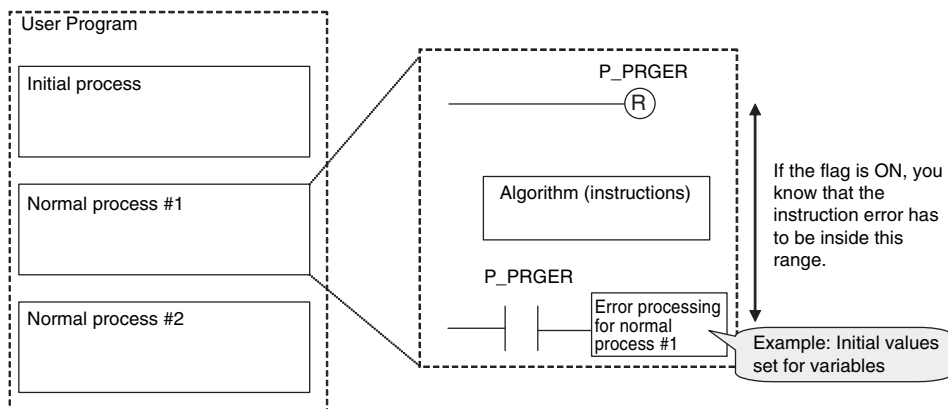 User Program
Initial process
Normal process #1
Normal process #2
P_PRGER
R
Algorithm (instructions)
P_PRGER
Error processing
for normal
process #1
If the flag is ON, you
know that the
instruction error has
to be inside this
range.
Example: Initial values
set for variables